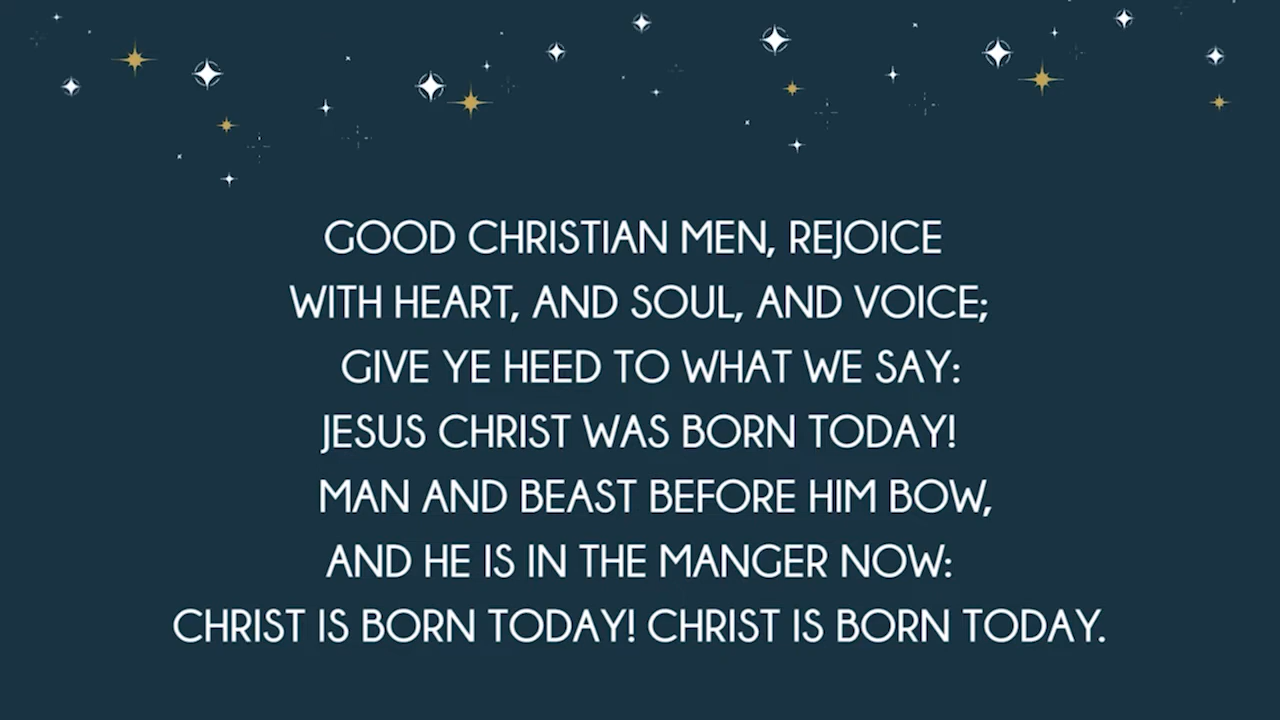 GOOD CHRISTIAN MEN, REJOICE
WITH HEART, AND SOUL, AND VOICE;
GIVE YE HEED TO WHAT WE SAY:
JESUS CHRIST WAS BORN TODAY!
MAN AND BEAST BEFORE HIM BOW,
AND HE IS IN THE MANGER NOW:
CHRIST IS BORN TODAY! CHRIST IS BORN TODAY.